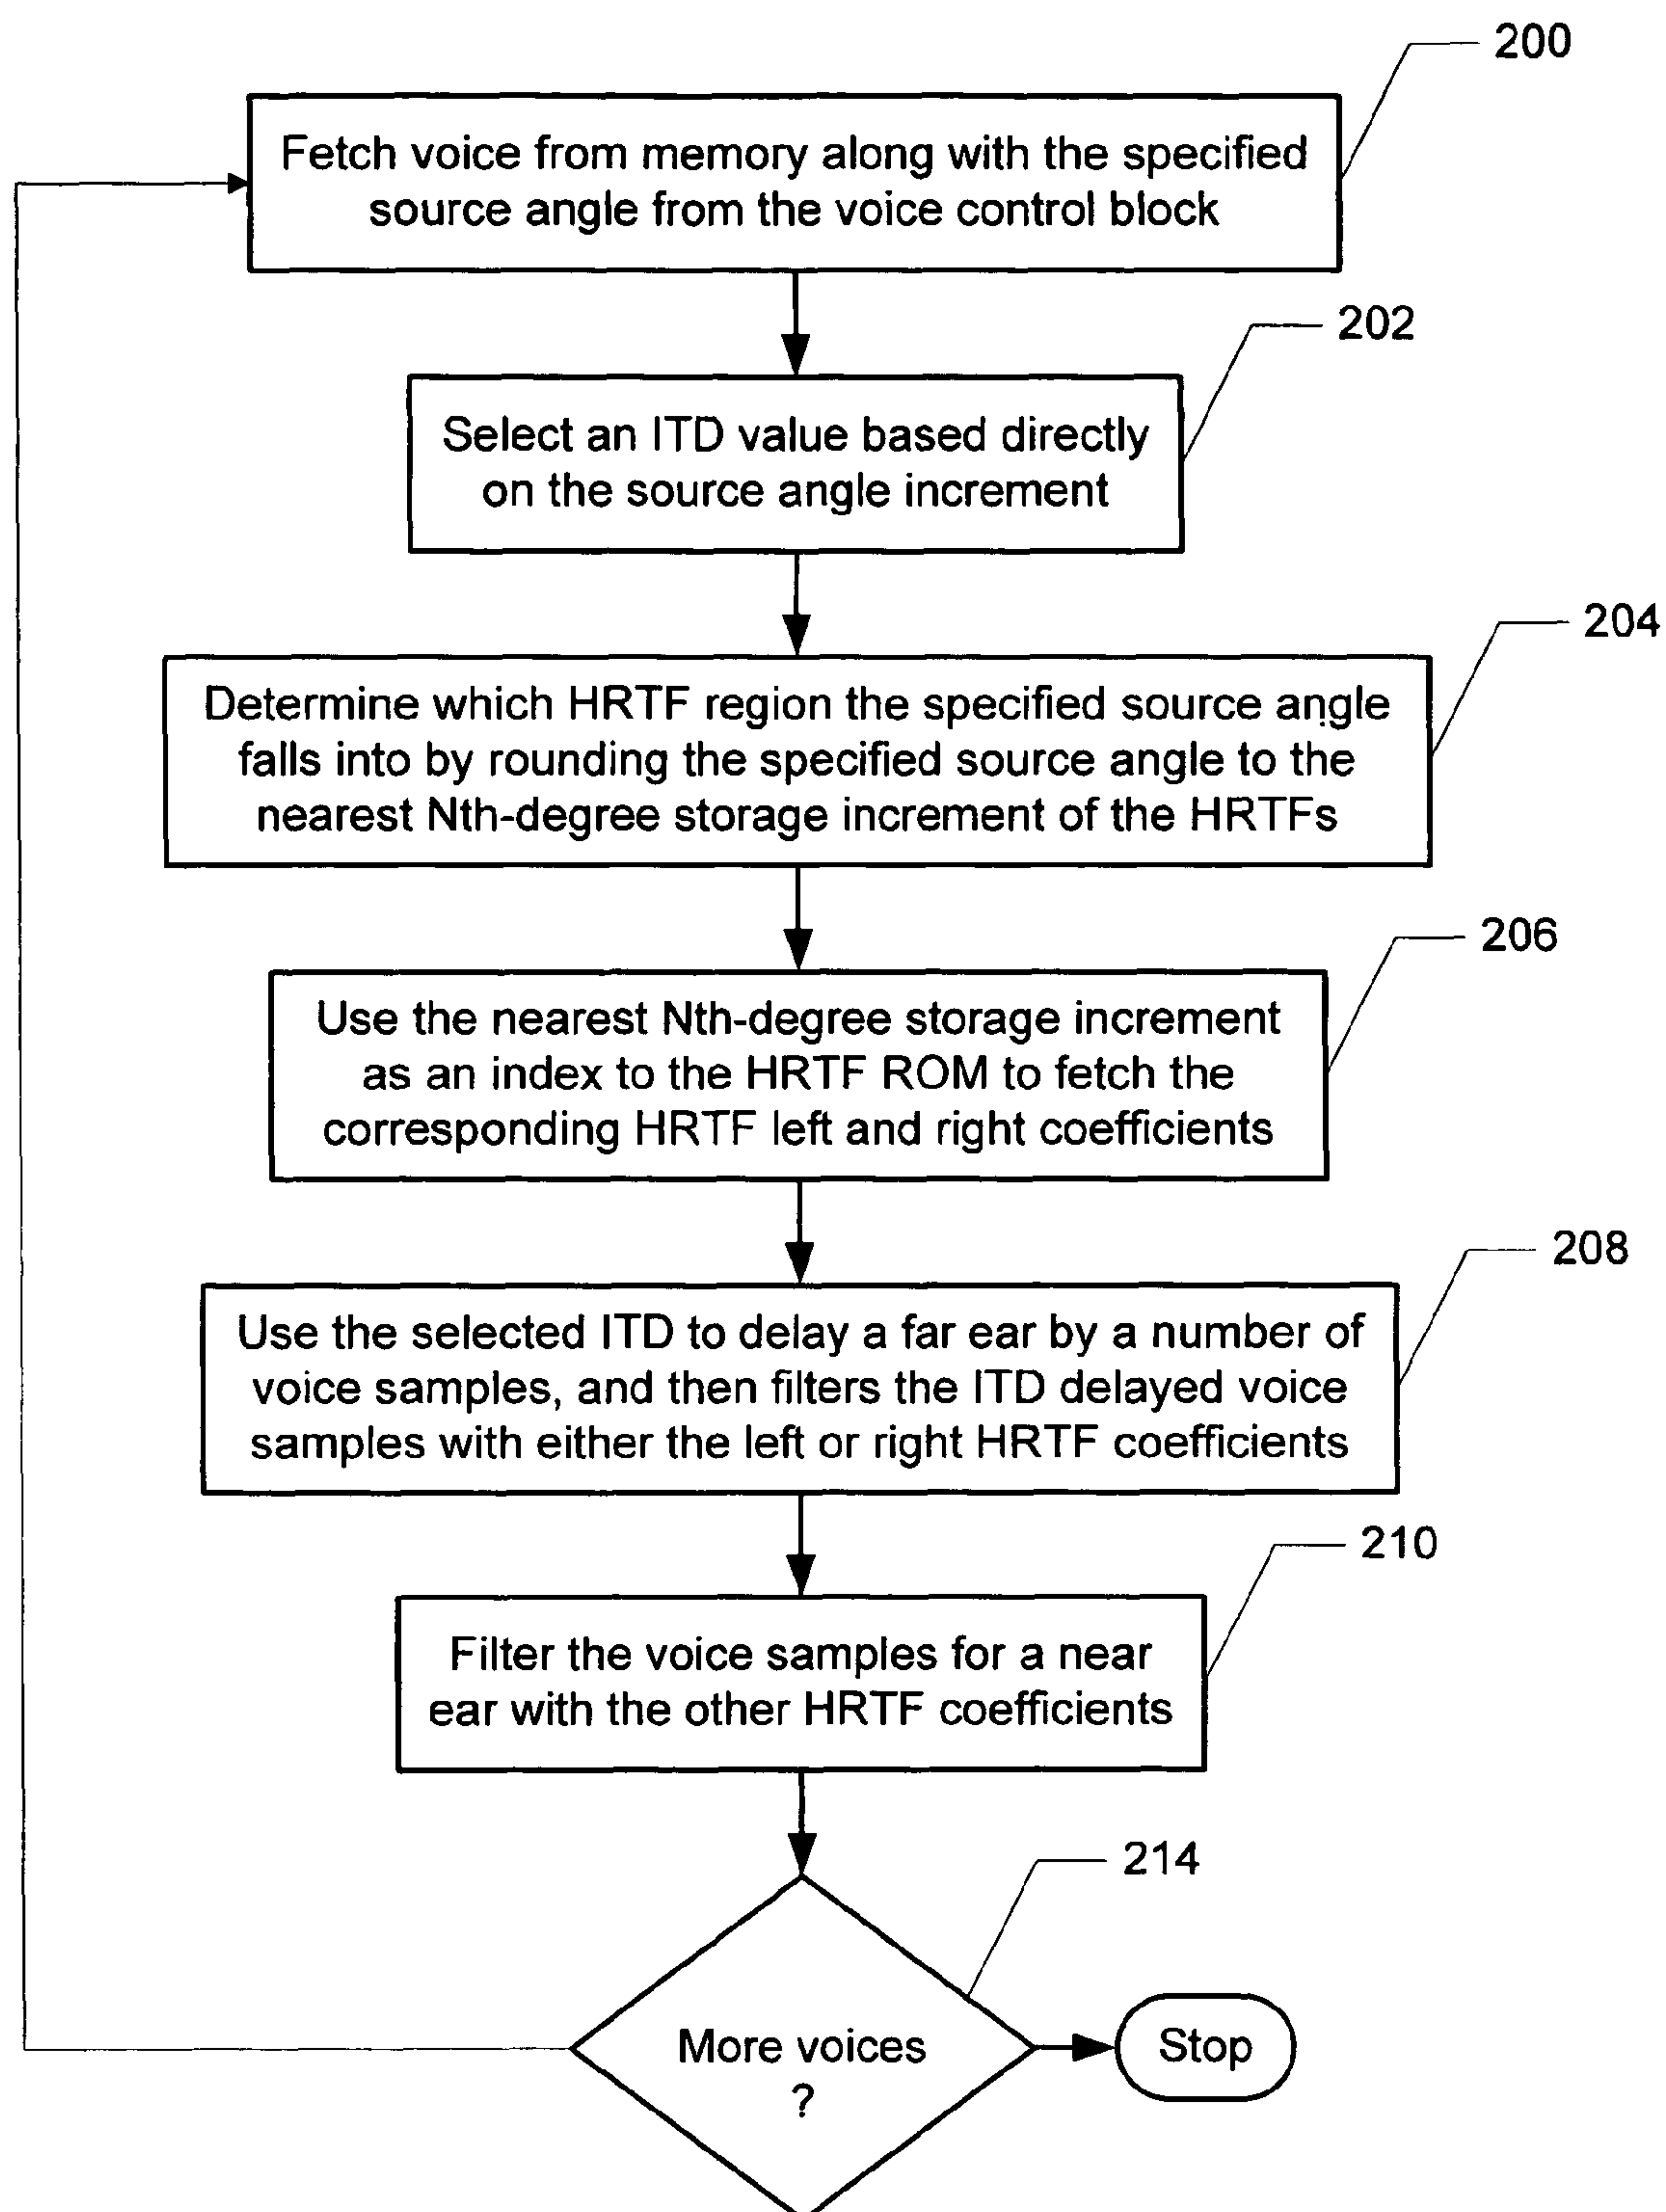 200
Fetch voice from memory along with the specified
source angle from the voice control block
202
Select an ITD value based directly
on the source angle increment
204
Determine which HRTF region the specified source angle
falls into by rounding the specified source angle to the
nearest Nth-degree storage increment of the HRTFs
206
Use the nearest Nth-degree storage increment
as an index to the HRTF ROM to fetch the
corresponding HRTF left and right coefficients
208
Use the selected ITD to delay a far ear by a number of
voice samples, and then filters the ITD delayed voice
samples with either the left or right HRTF coefficients
210
Filter the voice samples for a near
ear with the other HRTF coefficients
214
More voices
?
Stop